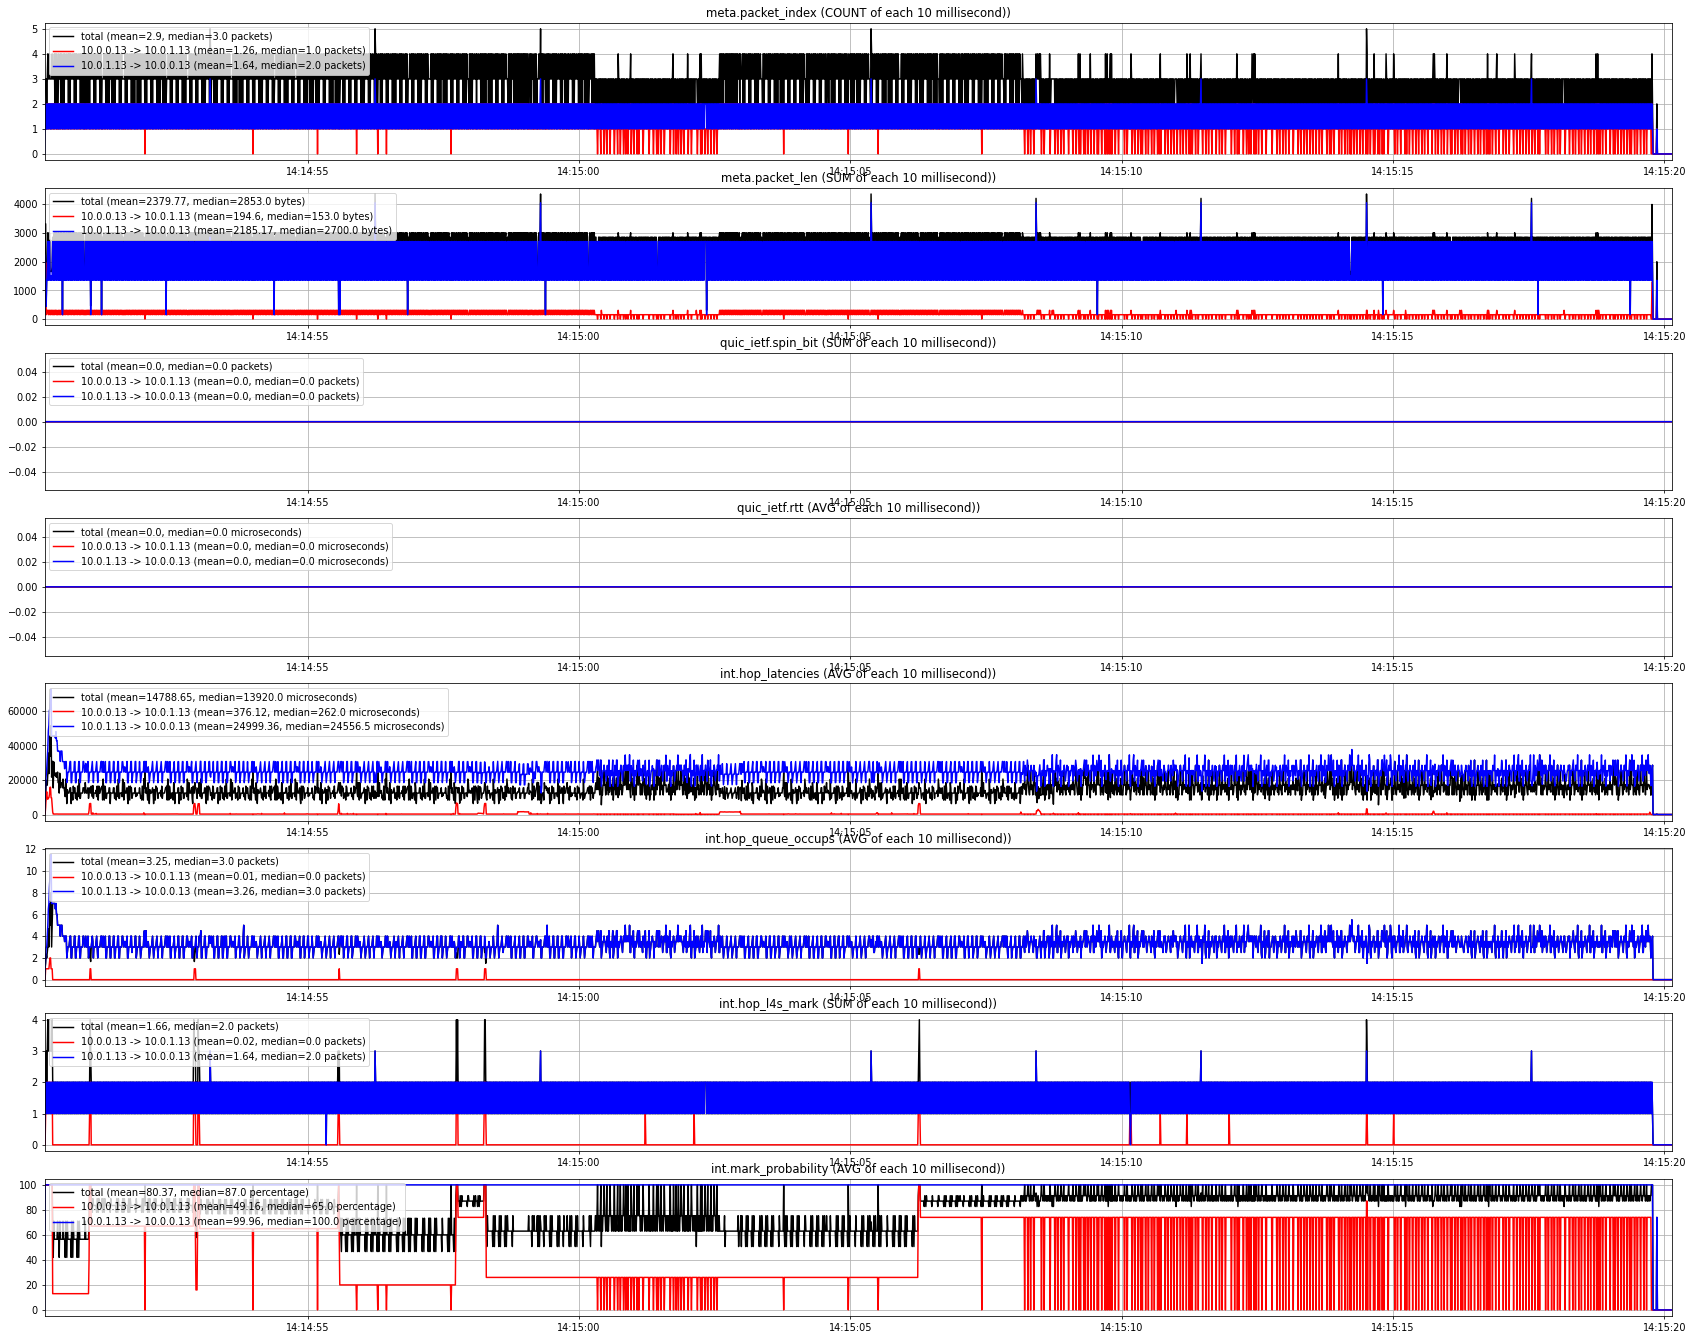 meta.packet_index (COUNT of each 10 millisecond))
5
4
3
2
1
0
total (mean=2.9, median=3.0 packets)
10.0.0.13 -> 10.0.1.13 (mean=1.26, median=1.0 packets)
10.0.1.13 -> 10.0.0.13 (mean=1.64, median=2.0 packets)
14:14:55 14:15:00 14:15:05 14:15:10 14:15:15 14:15:20
meta.packet_len (SUM of each 10 millisecond))
4000
3000
2000
1000
0
total (mean=2379.77, median=2853.0 bytes)
10.0.0.13 -> 10.0.1.13 (mean=194.6, median=153.0 bytes)
10.0.1.13 -> 10.0.0.13 (mean=2185.17, median=2700.0 bytes)
14:14:55 14:15:00 14:15:05 14:15:10 14:15:15 14:15:20
quic_ietf.spin_bit (SUM of each 10 millisecond))
0.04
0.02
0.00
−0.02
−0.04
total (mean=0.0, median=0.0 packets)
10.0.0.13 -> 10.0.1.13 (mean=0.0, median=0.0 packets)
10.0.1.13 -> 10.0.0.13 (mean=0.0, median=0.0 packets)
14:14:55 14:15:00 14:15:05 14:15:10 14:15:15 14:15:20
quic_ietf.rtt (AVG of each 10 millisecond))
0.04
0.02
0.00
−0.02
−0.04
total (mean=0.0, median=0.0 microseconds)
10.0.0.13 -> 10.0.1.13 (mean=0.0, median=0.0 microseconds)
10.0.1.13 -> 10.0.0.13 (mean=0.0, median=0.0 microseconds)
14:14:55 14:15:00 14:15:05 14:15:10 14:15:15 14:15:20
int.hop_latencies (AVG of each 10 millisecond))
60000
40000
20000
0
total (mean=14788.65, median=13920.0 microseconds)
10.0.0.13 -> 10.0.1.13 (mean=376.12, median=262.0 microseconds)
10.0.1.13 -> 10.0.0.13 (mean=24999.36, median=24556.5 microseconds)
14:14:55 14:15:00 14:15:05 14:15:10 14:15:15 14:15:20
int.hop_queue_occups (AVG of each 10 millisecond))
12
10
8
6
4
2
0
total (mean=3.25, median=3.0 packets)
10.0.0.13 -> 10.0.1.13 (mean=0.01, median=0.0 packets)
10.0.1.13 -> 10.0.0.13 (mean=3.26, median=3.0 packets)
14:14:55 14:15:00 14:15:05 14:15:10 14:15:15 14:15:20
int.hop_l4s_mark (SUM of each 10 millisecond))
4
3
2
1
0
total (mean=1.66, median=2.0 packets)
10.0.0.13 -> 10.0.1.13 (mean=0.02, median=0.0 packets)
10.0.1.13 -> 10.0.0.13 (mean=1.64, median=2.0 packets)
14:14:55 14:15:00 14:15:05 14:15:10 14:15:15 14:15:20
int.mark_probability (AVG of each 10 millisecond))
100
80
60
40
20
0
total (mean=80.37, median=87.0 percentage)
10.0.0.13 -> 10.0.1.13 (mean=49.16, median=65.0 percentage)
10.0.1.13 -> 10.0.0.13 (mean=99.96, median=100.0 percentage)
14:14:55 14:15:00 14:15:05 14:15:10 14:15:15 14:15:20